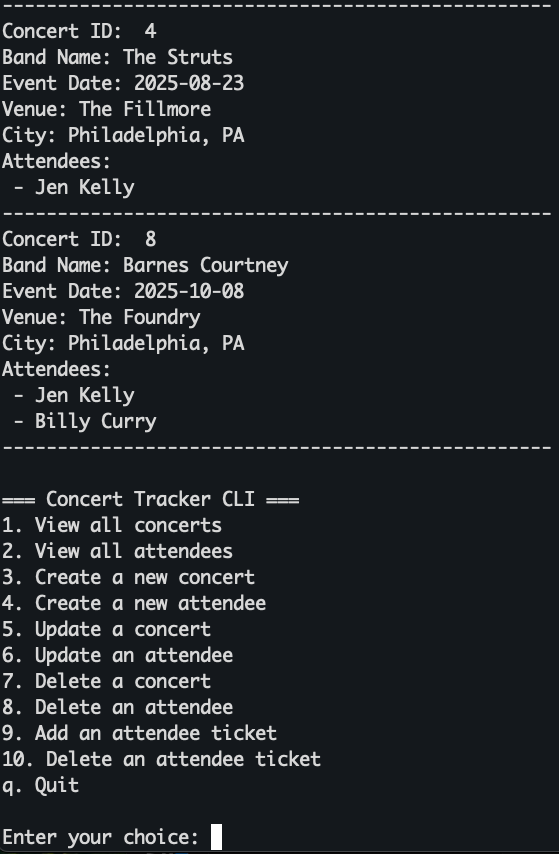 --------------------------------------------------
Concert ID:  4
Band Name: The Struts
Event Date: 2025-08-23
Venue: The Fillmore
City: Philadelphia, PA
Attendees:
 - Jen Kelly
--------------------------------------------------
Concert ID:  8
Band Name: Barnes Courtney
Event Date: 2025-10-08
Venue: The Foundry
City: Philadelphia, PA
Attendees:
 - Jen Kelly
 - Billy Curry
--------------------------------------------------

=== Concert Tracker CLI ===
1. View all concerts
2. View all attendees
3. Create a new concert
4. Create a new attendee
5. Update a concert
6. Update an attendee
7. Delete a concert
8. Delete an attendee
9. Add an attendee ticket
10. Delete an attendee ticket
q. Quit

Enter your choice: